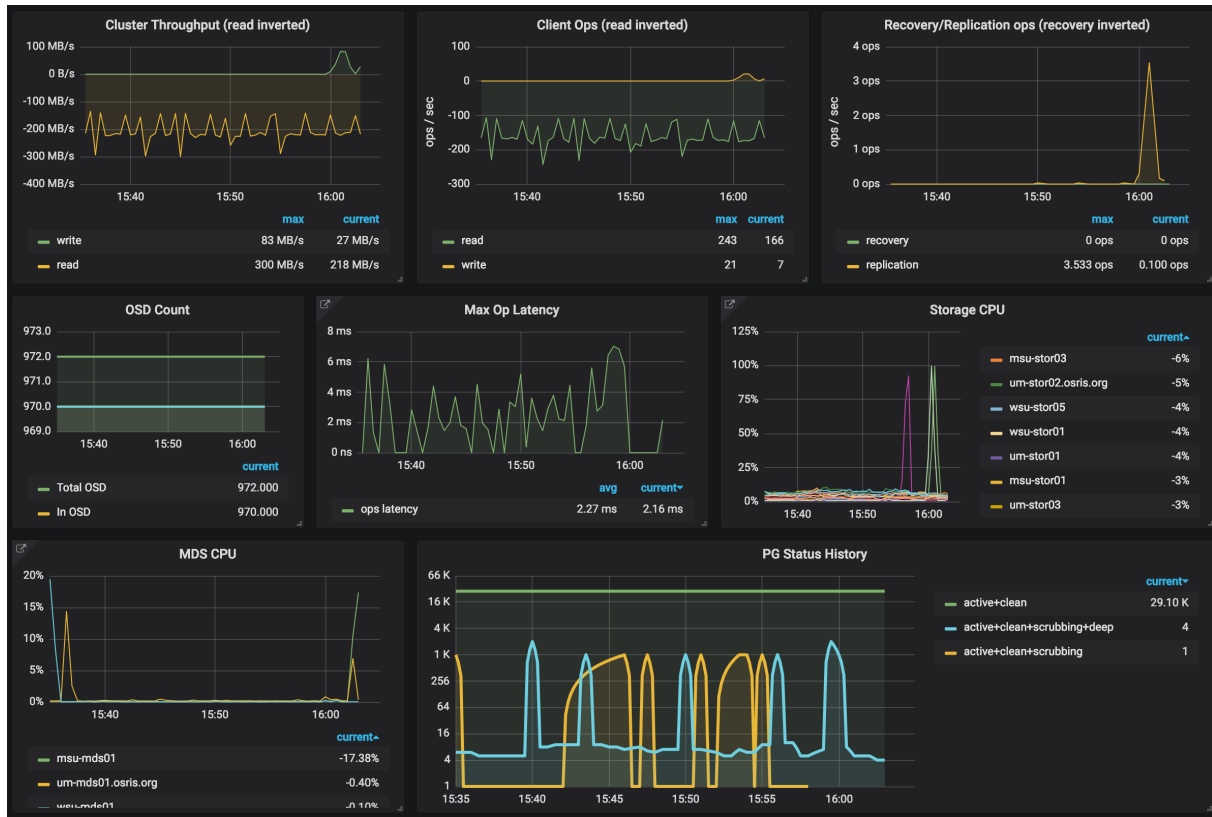 Cluster Throughput (read inverted)
100 MB/s
0 B/s
-100 MB/s
-200 MB/s
-300 MB/s
-400 MB/s
15:40 15:50 16:00
max current
write 83 MB/s 27 MB/s
read 300 MB/s 218 MB/s
Client Ops (read inverted)
ops / sec
100
0
-100
-200
-300
15:40 15:50 16:00
max current
read 243 166
write 21 7
Recovery/Replication ops (recovery inverted)
ops / sec
4 ops
3 ops
2 ops
1 ops
0 ops
15:40 15:50 16:00
max current
recovery 0 ops 0 ops
replication 3.533 ops 0.100 ops
OSD Count
973.0
972.0
971.0
970.0
969.0
15:40 15:50 16:00
current
Total OSD 972.000
In OSD 970.000
Max Op Latency
8 ms
6 ms
4 ms
2 ms
0 ns
15:40 15:50 16:00
avg current
ops latency 2.27 ms 2.16 ms
Storage CPU
125%
100%
75%
50%
25%
0%
15:40 15:50 16:00
current
msu-stor03 -6%
um-stor02.osris.org -5%
wsu-stor05 -4%
wsu-stor01 -4%
um-stor01 -4%
msu-stor01 -3%
um-stor03 -3%
MDS CPU
20%
15%
10%
5%
0%
15:40 15:50 16:00
current
msu-mds01 -17.38%
um-mds01.osris.org -0.40%
wsu-mds01 -0.10%
PG Status History
66 K
16 K
4 K
1 K
256
64
16
4
1
15:35 15:40 15:45 15:50 15:55 16:00
current
active+clean 29.10 K
active+clean+scrubbing+deep 4
active+clean+scrubbing 1